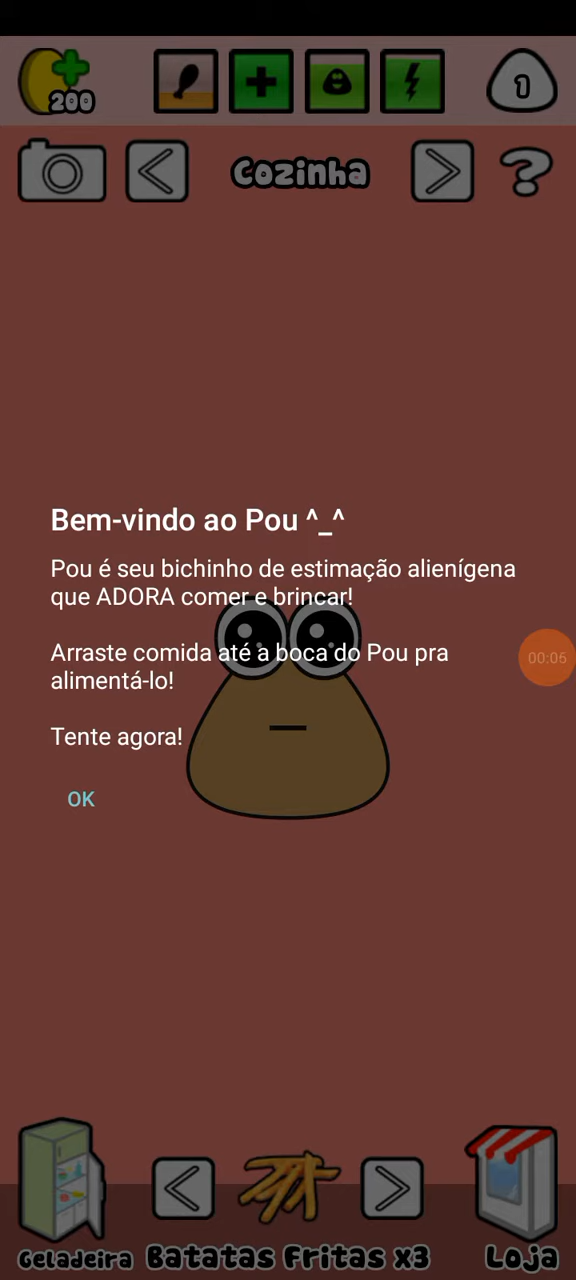 200
1
Cozinha
?
Bem-vindo ao Pou ^_^
Pou é seu bichinho de estimação alienígena
que ADORA comer e brincar!
00:06
Arraste comida até a boca do Pou pra
alimentá-lo!
Tente agora!
OK
Geladeira
Batatas Fritas x3
Loja